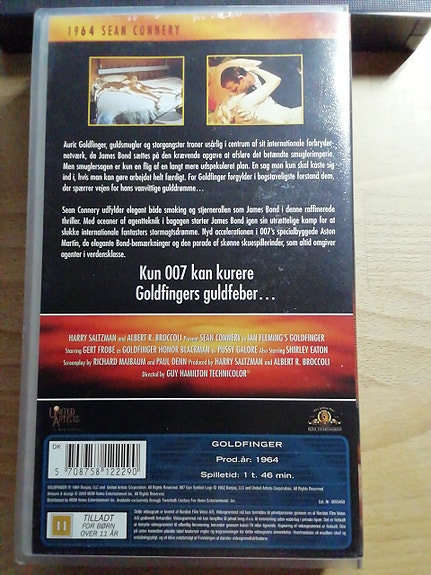 1964 SEAN CONNERY
Auric Goldfinger, guldsmugler og storgangster troner usårlig i centrum af sit internationale forbryder-
netværk, da James Bond sættes på den krævende opgave at afsløre det betændte smuglerimperie.
Men smuglersagen er kun en flig af en langt mere udspekuleret plan. En sag man kun skal kaste sig
ind i, hvis man kan gøre arbejdet helt færdigt. For Goldfinger forgylder i bogstaveligste forstand dem,
der spærrer vejen for hans vanvittige gulddrømme...
Sean Connery udfylder elegant både smoking og stjernerollen som James Bond i denne raffinerede
thriller. Med oceaner af agentteknik i bagagen starter James Bond igen sin utrættelige kamp for at
slukke internationale fantasters stormagtsdrømme. Nyd accelerationen i 007's specialbyggede Aston
Martin, de elegante Bond-bemærkninger og den parade af skønne skuespillerinder, som altid omgiver
agenter i verdensklasse.
Kun 007 kan kurere
Goldfingers guldfeber...
HARRY SALTZMAN and ALBERT R. BROCCOLI Present SEAN CONNERY in IAN FLEMING'S GOLDFINGER
Starring GERT FROBE as GOLDFINGER HONOR BLACKMAN as PUSSY GALORE Also Starring SHIRLEY EATON
Screenplay by RICHARD MAIBAUM and PAUL DEHN Produced by HARRY SALTZMAN and ALBERT R. BROCCOLI
Directed by GUY HAMILTON TECHNICOLOR
UNITED
ARTISTS
DK
5 708758 122290
GOLDFINGER
Prod.år: 1964
Spilletid: 1 t. 46 min.
11
TILLADT
FOR BØRN
OVER 11 ÅR